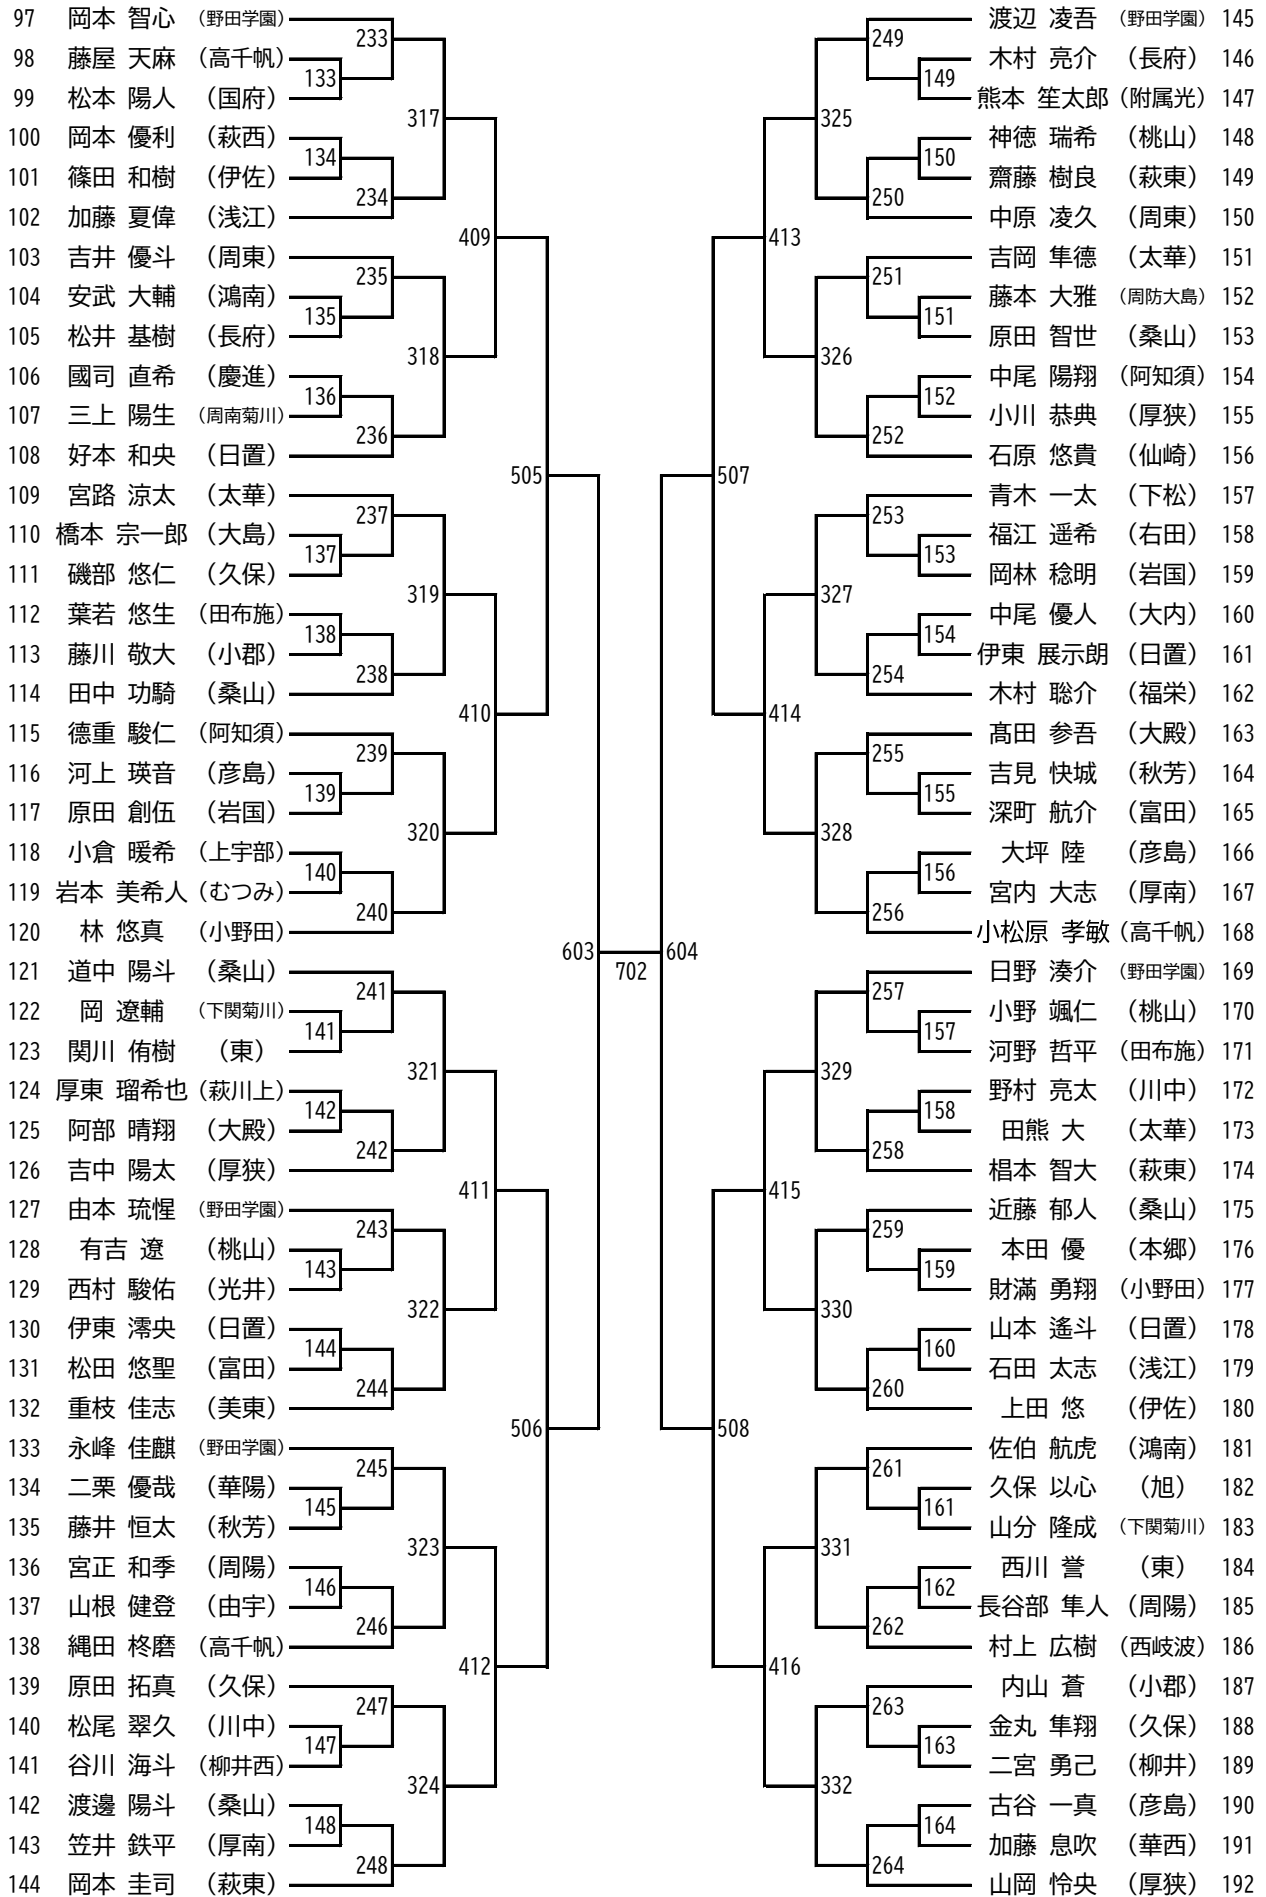 97 岡本 智心 （野田学園）
98 藤屋 天麻 （高千帆）
99 松本 陽人 （国府）
100 岡本 優利 （萩西）
101 篠田 和樹 （伊佐）
102 加藤 夏偉 （浅江）
103 吉井 優斗 （周東）
104 安武 大輔 （鴻南）
105 松井 基樹 （長府）
106 國司 直希 （慶進）
107 三上 陽生 （周南菊川）
108 好本 和央 （日置）
109 宮路 涼太 （太華）
110 橋本 宗一郎 （大島）
111 磯部 悠仁 （久保）
112 葉若 悠生 （田布施）
113 藤川 敬大 （小郡）
114 田中 功騎 （桑山）
115 德重 駿仁 （阿知須）
116 河上 瑛音 （彦島）
117 原田 創伍 （岩国）
118 小倉 暖希 （上宇部）
119 岩本 美希人 （むつみ）
120 林 悠真 （小野田）
121 道中 陽斗 （桑山）
122 岡 遼輔 （下関菊川）
123 関川 侑樹 （東）
124 厚東 瑠希也 （萩川上）
125 阿部 晴翔 （大殿）
126 吉中 陽太 （厚狭）
127 由本 琉惺 （野田学園）
128 有吉 遼 （桃山）
129 西村 駿佑 （光井）
130 伊東 澪央 （日置）
131 松田 悠聖 （富田）
132 重枝 佳志 （美東）
133 永峰 佳麒 （野田学園）
134 二栗 優哉 （華陽）
135 藤井 恒太 （秋芳）
136 宮正 和季 （周陽）
137 山根 健登 （由宇）
138 縄田 柊磨 （高千帆）
139 原田 拓真 （久保）
140 松尾 翠久 （川中）
141 谷川 海斗 （柳井西）
142 渡邊 陽斗 （桑山）
143 笠井 鉄平 （厚南）
144 岡本 圭司 （萩東）
133
134
135
136
137
138
139
140
141
142
143
144
145
146
147
148
233
234
235
236
237
238
239
240
241
242
243
244
245
246
247
248
317
318
319
320
321
322
323
324
409
410
411
412
505
506
603
702
604
507
508
413
414
415
416
325
326
327
328
329
330
331
332
249
250
251
252
253
254
255
256
257
258
259
260
261
262
263
264
149
150
151
152
153
154
155
156
157
158
159
160
161
162
163
164
渡辺 凌吾 （野田学園） 145
木村 亮介 （長府） 146
熊本 笙太郎 （附属光） 147
神徳 瑞希 （桃山） 148
齋藤 樹良 （萩東） 149
中原 凌久 （周東） 150
吉岡 隼德 （太華） 151
藤本 大雅 （周防大島） 152
原田 智世 （桑山） 153
中尾 陽翔 （阿知須） 154
小川 恭典 （厚狭） 155
石原 悠貴 （仙崎） 156
青木 一太 （下松） 157
福江 遥希 （右田） 158
岡林 稔明 （岩国） 159
中尾 優人 （大内） 160
伊東 展示朗 （日置） 161
木村 聡介 （福栄） 162
髙田 参吾 （大殿） 163
吉見 快城 （秋芳） 164
深町 航介 （富田） 165
大坪 陸 （彦島） 166
宮内 大志 （厚南） 167
小松原 孝敏 （高千帆） 168
日野 湊介 （野田学園） 169
小野 颯仁 （桃山） 170
河野 哲平 （田布施） 171
野村 亮太 （川中） 172
田熊 大 （太華） 173
椙本 智大 （萩東） 174
近藤 郁人 （桑山） 175
本田 優 （本郷） 176
財満 勇翔 （小野田） 177
山本 遙斗 （日置） 178
石田 太志 （浅江） 179
上田 悠 （伊佐） 180
佐伯 航虎 （鴻南） 181
久保 以心 （旭） 182
山分 隆成 （下関菊川） 183
西川 誉 （東） 184
長谷部 隼人 （周陽） 185
村上 広樹 （西岐波） 186
内山 蒼 （小郡） 187
金丸 隼翔 （久保） 188
二宮 勇己 （柳井） 189
古谷 一真 （彦島） 190
加藤 息吹 （華西） 191
山岡 怜央 （厚狭） 192